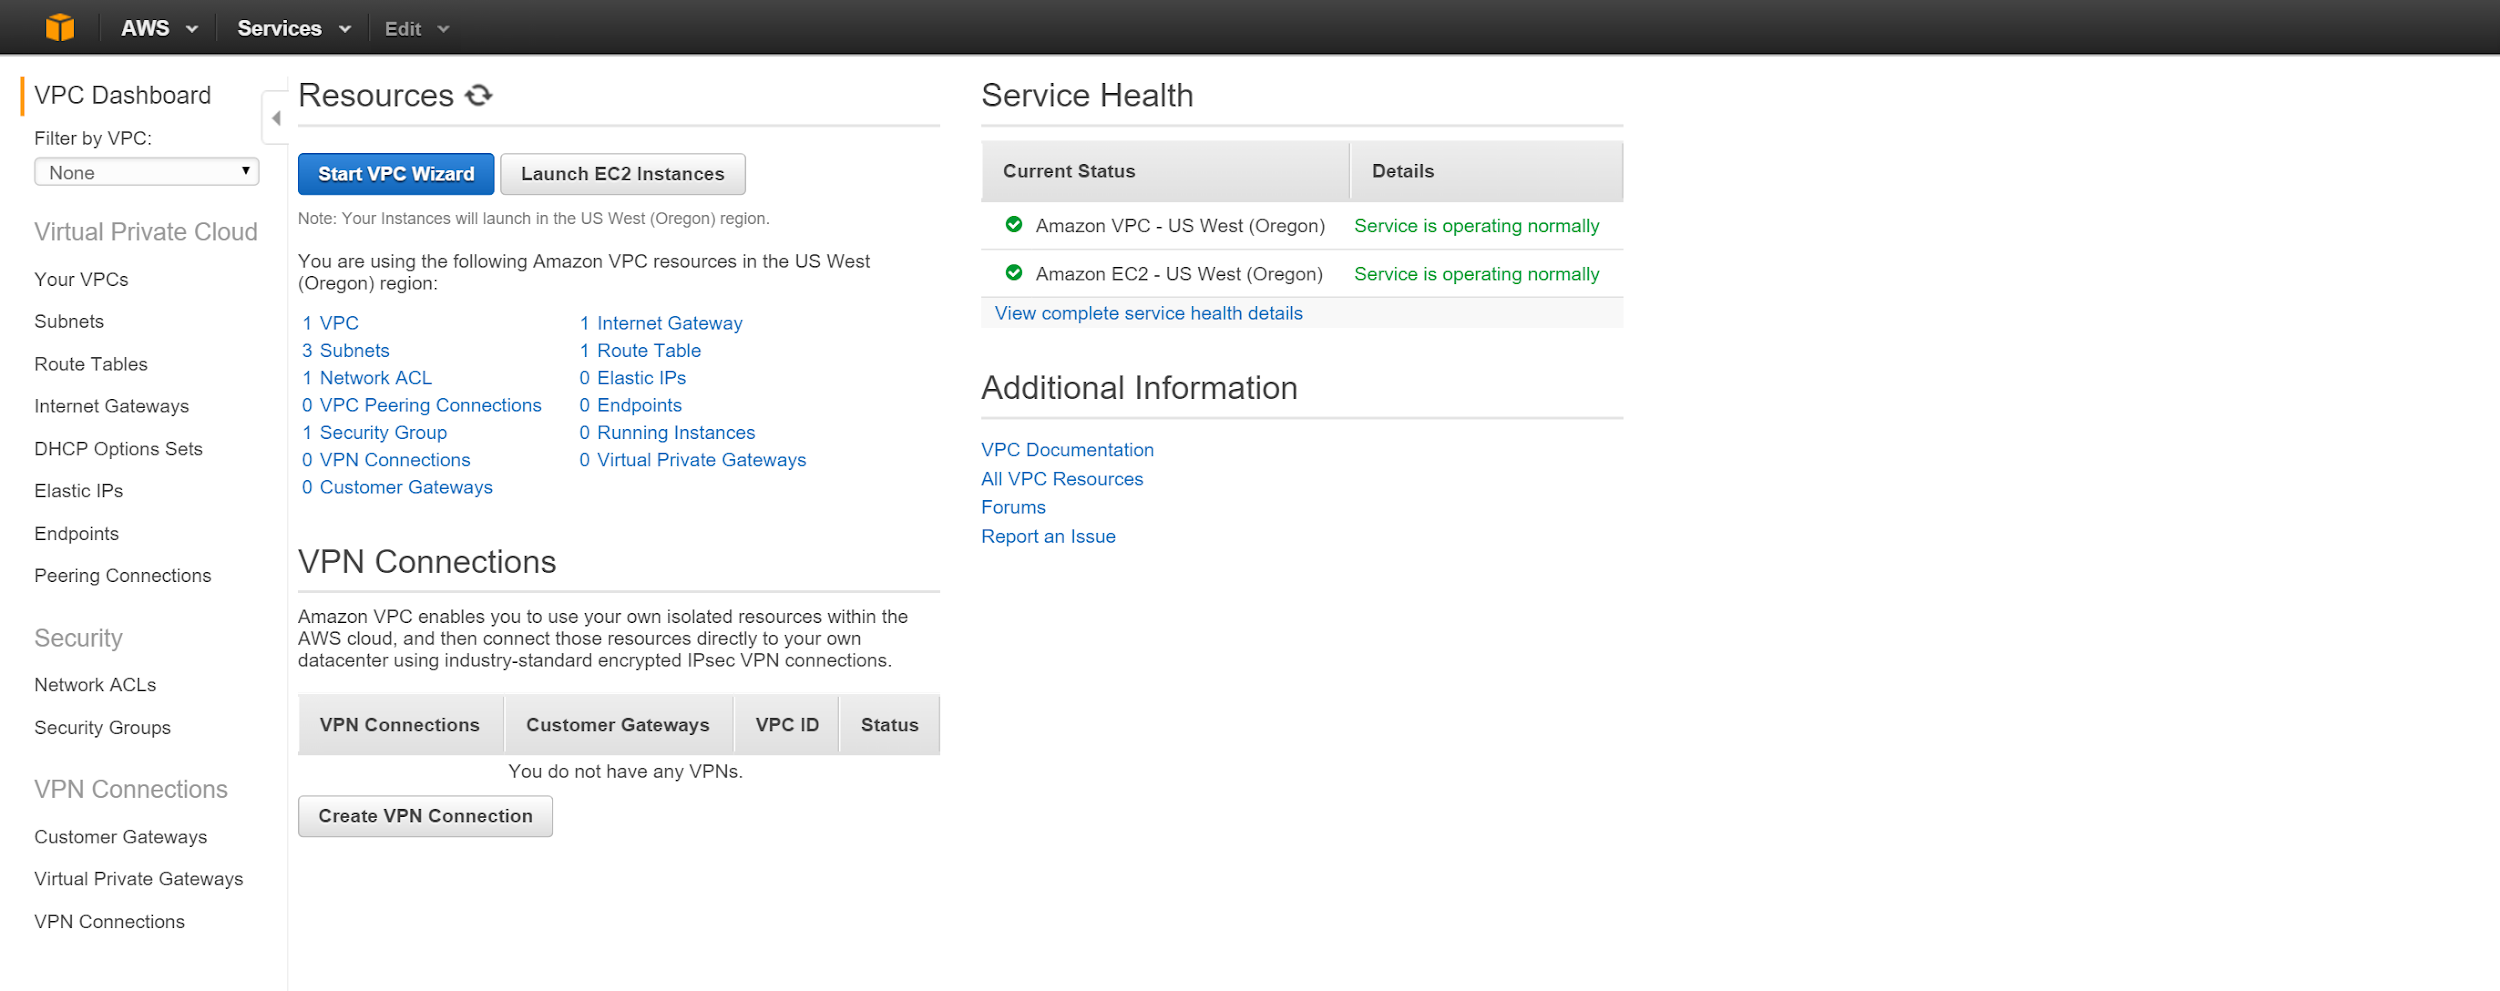 AWS
Services
Edit
VPC Dashboard
Filter by VPC:
None
Virtual Private Cloud
Your VPCs
Subnets
Route Tables
Internet Gateways
DHCP Options Sets
Elastic IPs
Endpoints
Peering Connections
Security
Network ACLs
Security Groups
VPN Connections
Customer Gateways
Virtual Private Gateways
VPN Connections
Resources
Start VPC Wizard
Launch EC2 Instances
Note: Your Instances will launch in the US West (Oregon) region.
You are using the following Amazon VPC resources in the US West
(Oregon) region:
1 VPC
3 Subnets
1 Network ACL
0 VPC Peering Connections
1 Security Group
0 VPN Connections
0 Customer Gateways
1 Internet Gateway
1 Route Table
0 Elastic IPs
0 Endpoints
0 Running Instances
0 Virtual Private Gateways
VPN Connections
Amazon VPC enables you to use your own isolated resources within the
AWS cloud, and then connect those resources directly to your own
datacenter using industry-standard encrypted IPsec VPN connections.
VPN Connections Customer Gateways VPC ID Status
You do not have any VPNs.
Create VPN Connection
Service Health
Current Status Details
Amazon VPC - US West (Oregon) Service is operating normally
Amazon EC2 - US West (Oregon) Service is operating normally
View complete service health details
Additional Information
VPC Documentation
All VPC Resources
Forums
Report an Issue